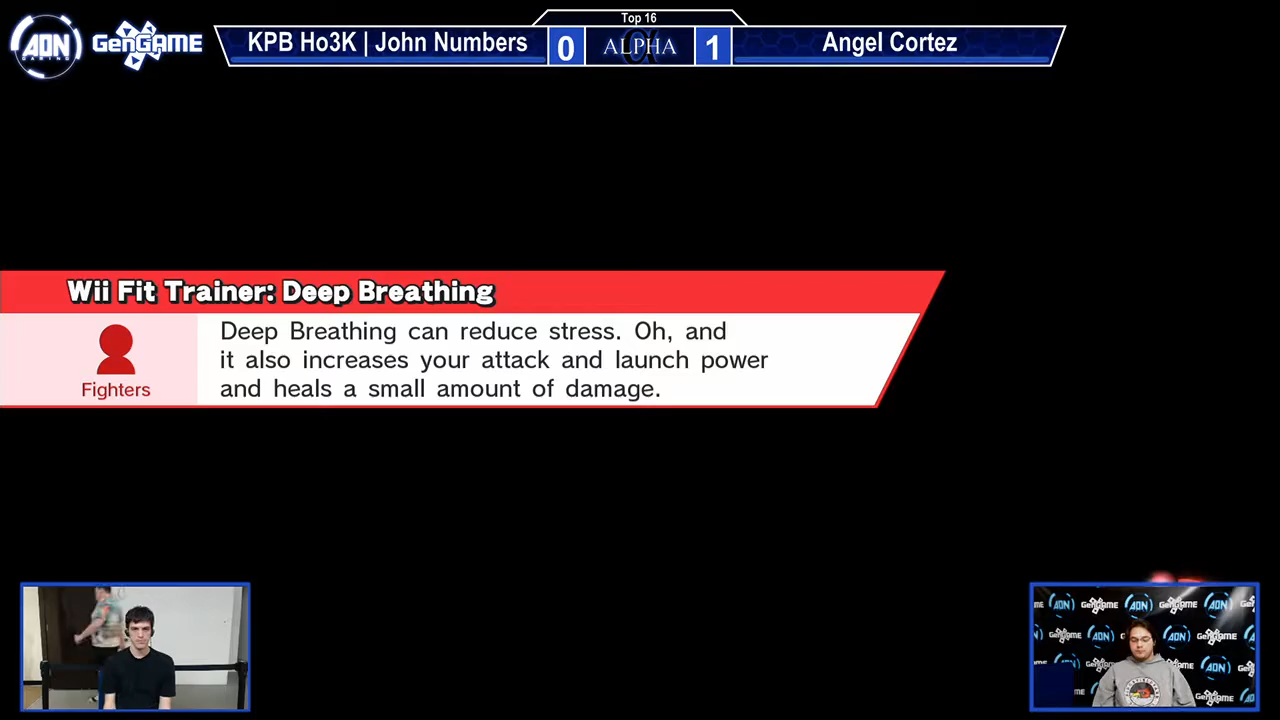 Top 16
AON
GAMING
GENGAME
KPB Ho3K | John Numbers
0
ALPHA
1
Angel Cortez
Wii Fit Trainer: Deep Breathing
Fighters
Deep Breathing can reduce stress. Oh, and
it also increases your attack and launch power
and heals a small amount of damage.